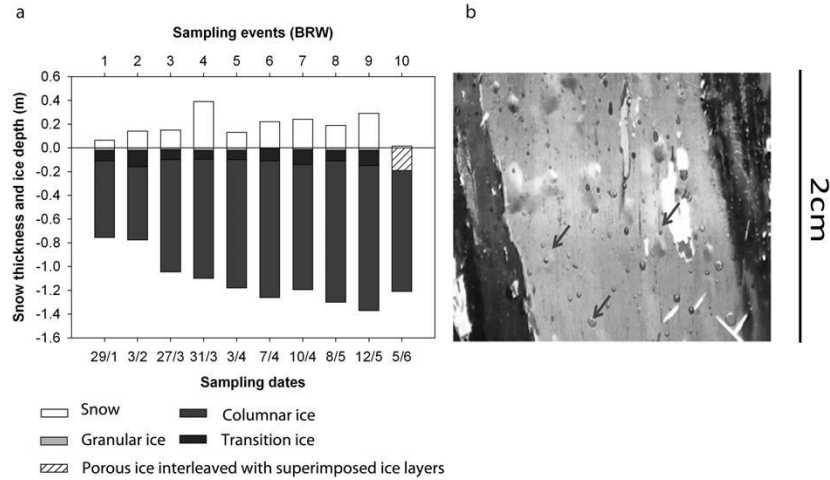 a
b
Sampling events (BRW)
1 2 3 4 5 6 7 8 9 10
Snow thickness and ice depth (m)
0.6
0.4
0.2
0.0
-0.2
-0.4
-0.6
-0.8
-1.0
-1.2
-1.4
-1.6
29/1 3/2 27/3 31/3 3/4 7/4 10/4 8/5 12/5 5/6
Sampling dates
2cm
Snow
Columnar ice
Granular ice
Transition ice
Porous ice interleaved with superimposed ice layers